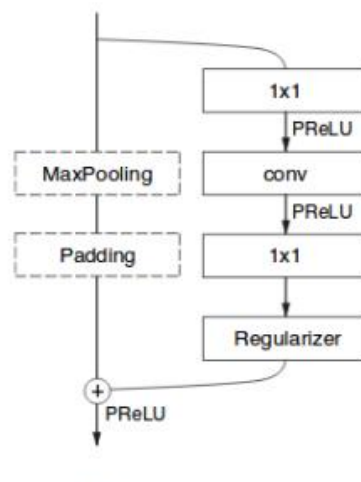 1x1
PReLU
MaxPooling
conv
PReLU
Padding
1x1
Regularizer
+
PReLU